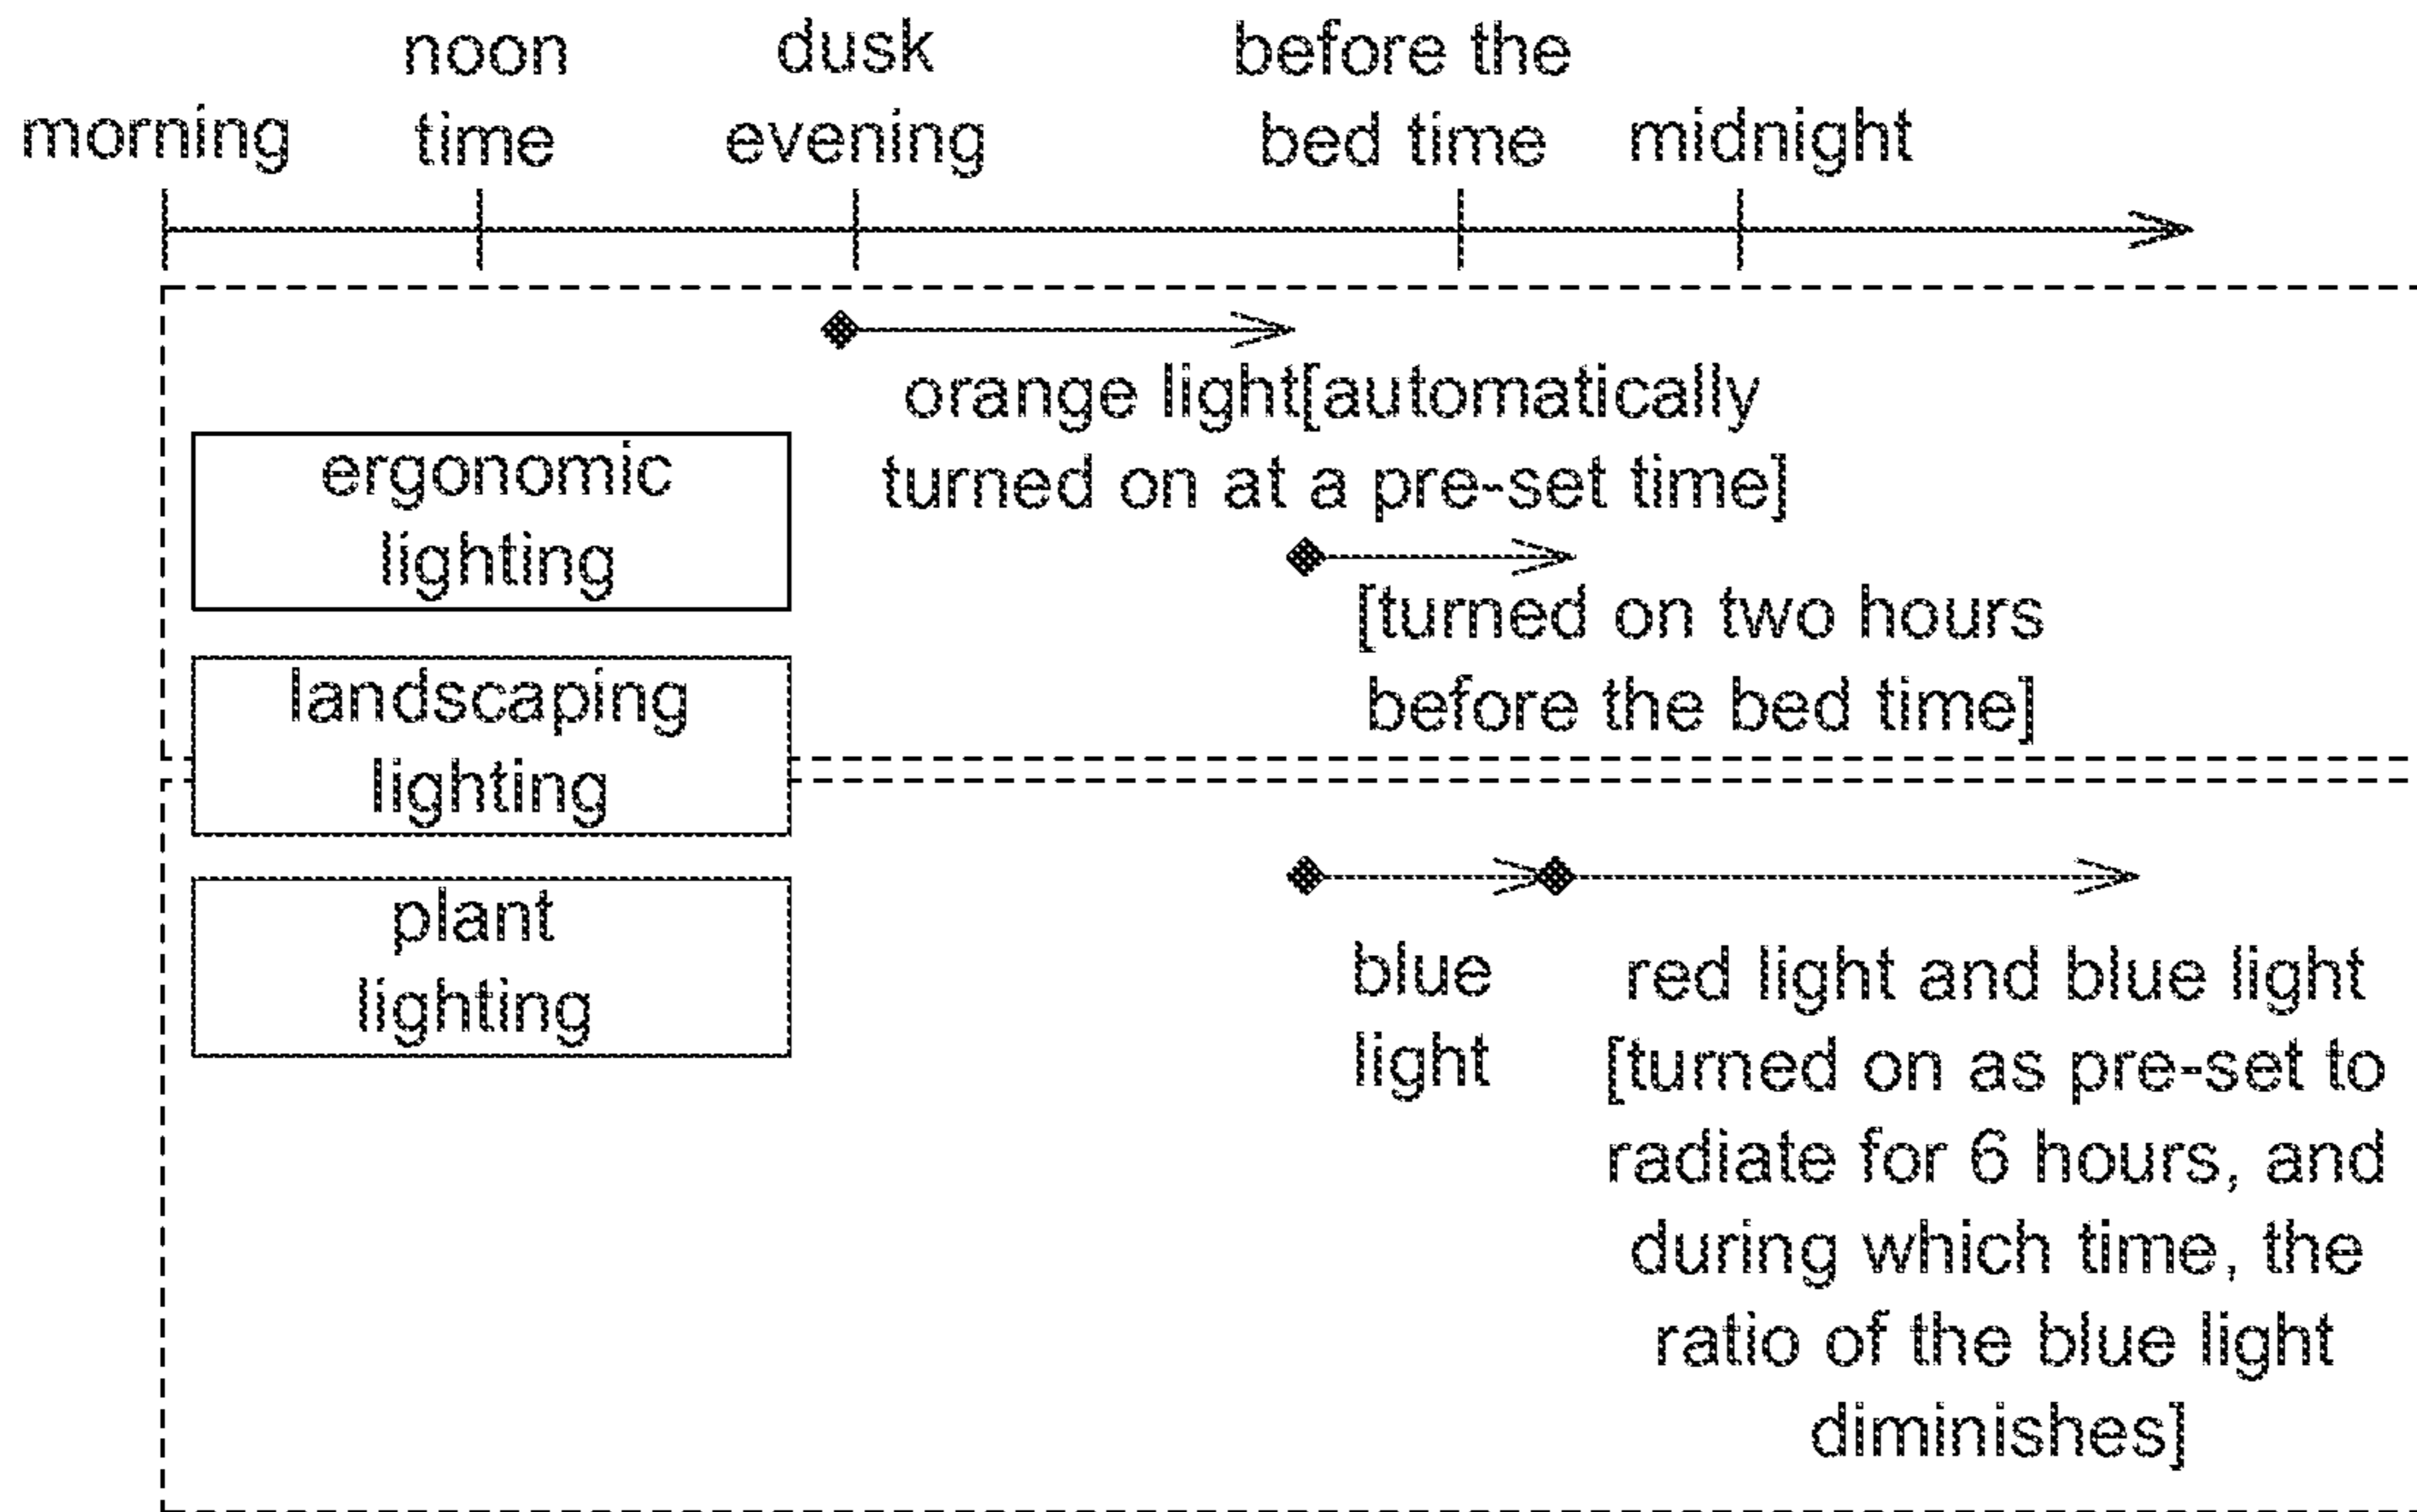 morning
noon
time
dusk
evening
before the
bed time
midnight
orange light[automatically
turned on at a pre-set time]
ergonomic
lighting
[turned on two hours
before the bed time]
landscaping
lighting
plant
lighting
blue
light
red light and blue light
[turned on as pre-set to
radiate for 6 hours, and
during which time, the
ratio of the blue light
diminishes]